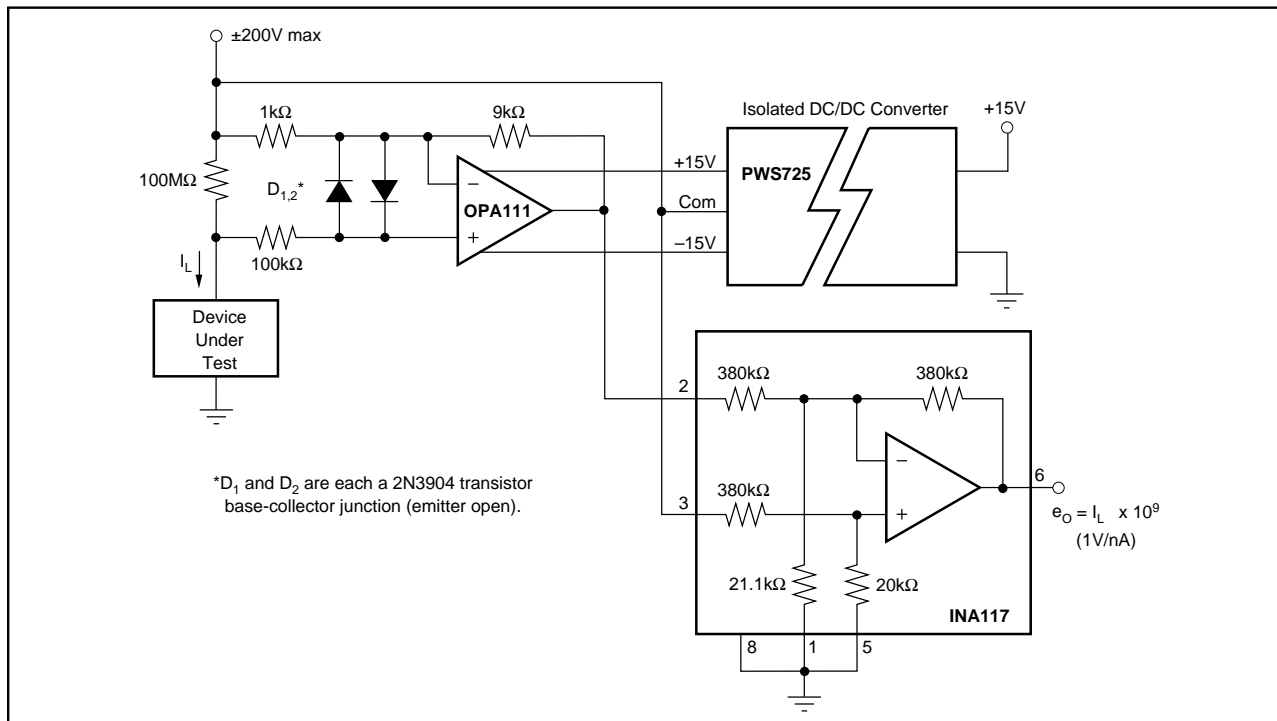 ±200V max
Isolated DC/DC Converter
+15V
1kΩ
9kΩ
+15V
PWS725
100MΩ
D1,2*
–
OPA111
Com
+
–15V
100kΩ
IL
Device
Under
Test
2
380kΩ
380kΩ
–
6
*D1 and D2 are each a 2N3904 transistor
base-collector junction (emitter open).
3
380kΩ
+
eO = IL x 10⁹
(1V/nA)
21.1kΩ
20kΩ
INA117
8
1
5